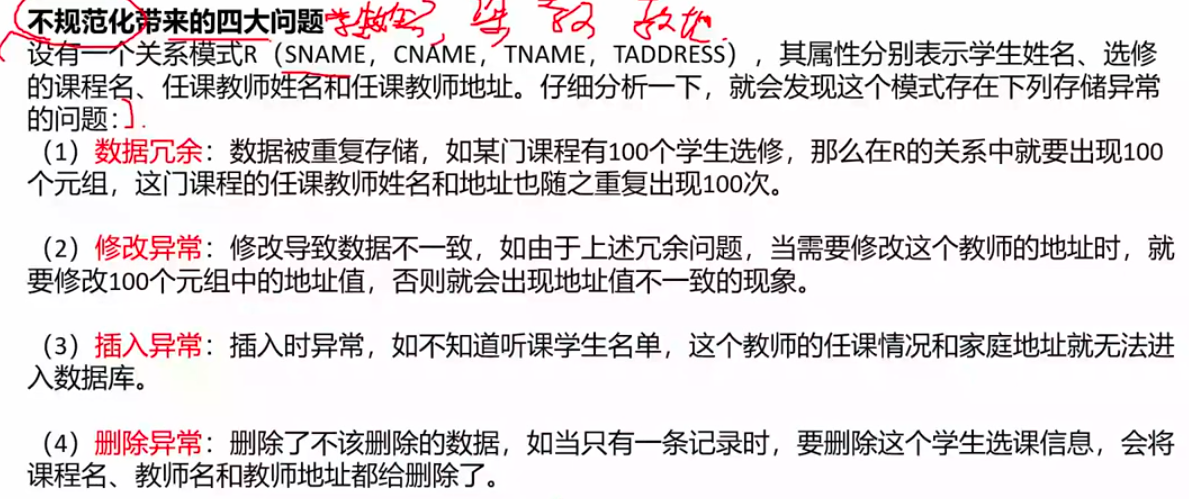 不规范化带来的四大问题
设有一个关系模式R（SNAME，CNAME，TNAME，TADDRESS），其属性分别表示学生姓名、选修
的课程名、任课教师姓名和任课教师地址。仔细分析一下，就会发现这个模式存在下列存储异常
的问题：
（1）数据冗余：数据被重复存储，如某门课程有100个学生选修，那么在R的关系中就要出现100
个元组，这门课程的任课教师姓名和地址也随之重复出现100次。
（2）修改异常：修改导致数据不一致，如由于上述冗余问题，当需要修改这个教师的地址时，就
要修改100个元组中的地址值，否则就会出现地址值不一致的现象。
（3）插入异常：插入时异常，如不知道听课学生名单，这个教师的任课情况和家庭地址就无法进
入数据库。
（4）删除异常：删除了不该删除的数据，如当只有一条记录时，要删除这个学生选课信息，会将
课程名、教师名和教师地址都给删除了。